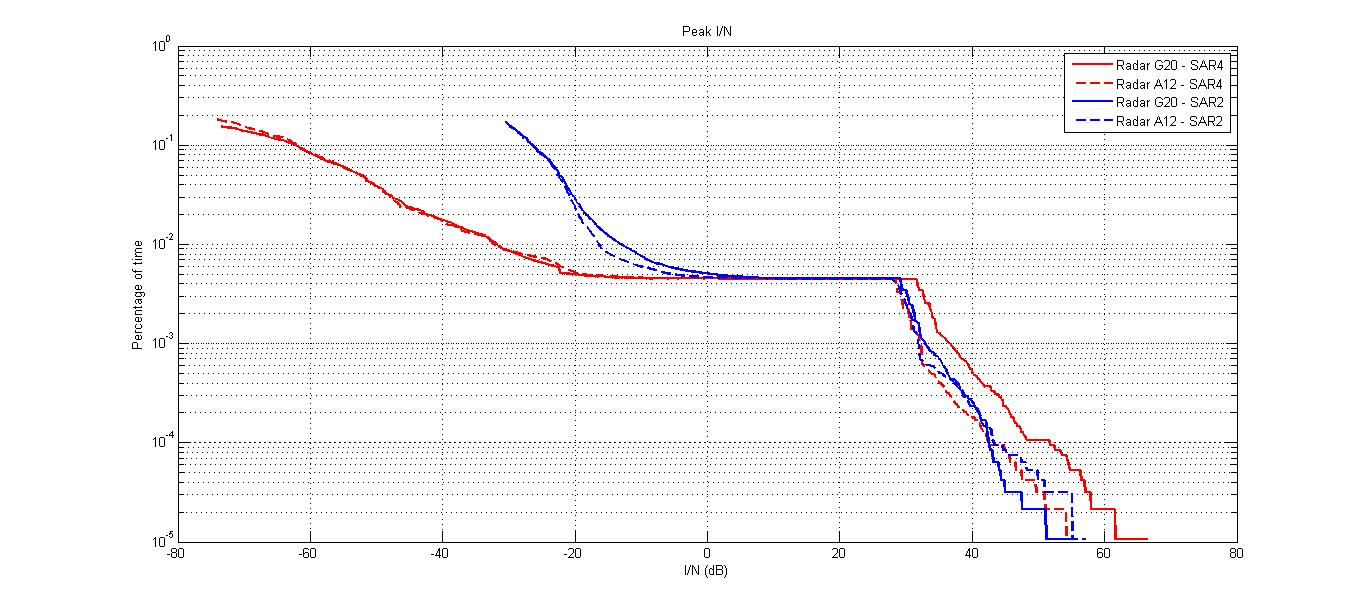 Peak I/N
10^0
10^-1
10^-2
10^-3
10^-4
10^-5
Percentage of time
Radar G20 - SAR4
Radar A12 - SAR4
Radar G20 - SAR2
Radar A12 - SAR2
-80 -60 -40 -20 0 20 40 60 80
I/N (dB)